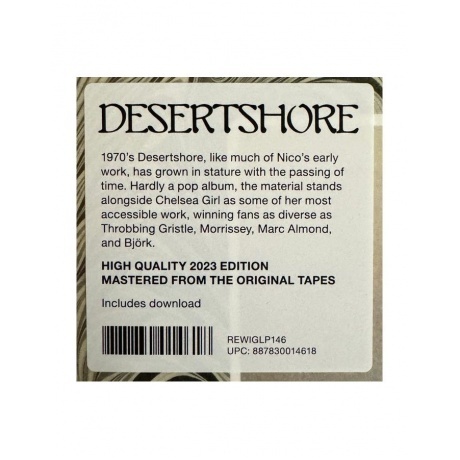 DESERTSHORE
1970's Desertshore, like much of Nico's early
work, has grown in stature with the passing of
time. Hardly a pop album, the material stands
alongside Chelsea Girl as some of her most
accessible work, winning fans as diverse as
Throbbing Gristle, Morrissey, Marc Almond,
and Björk.
HIGH QUALITY 2023 EDITION
MASTERED FROM THE ORIGINAL TAPES
Includes download
REWIGLP146
UPC: 887830014618